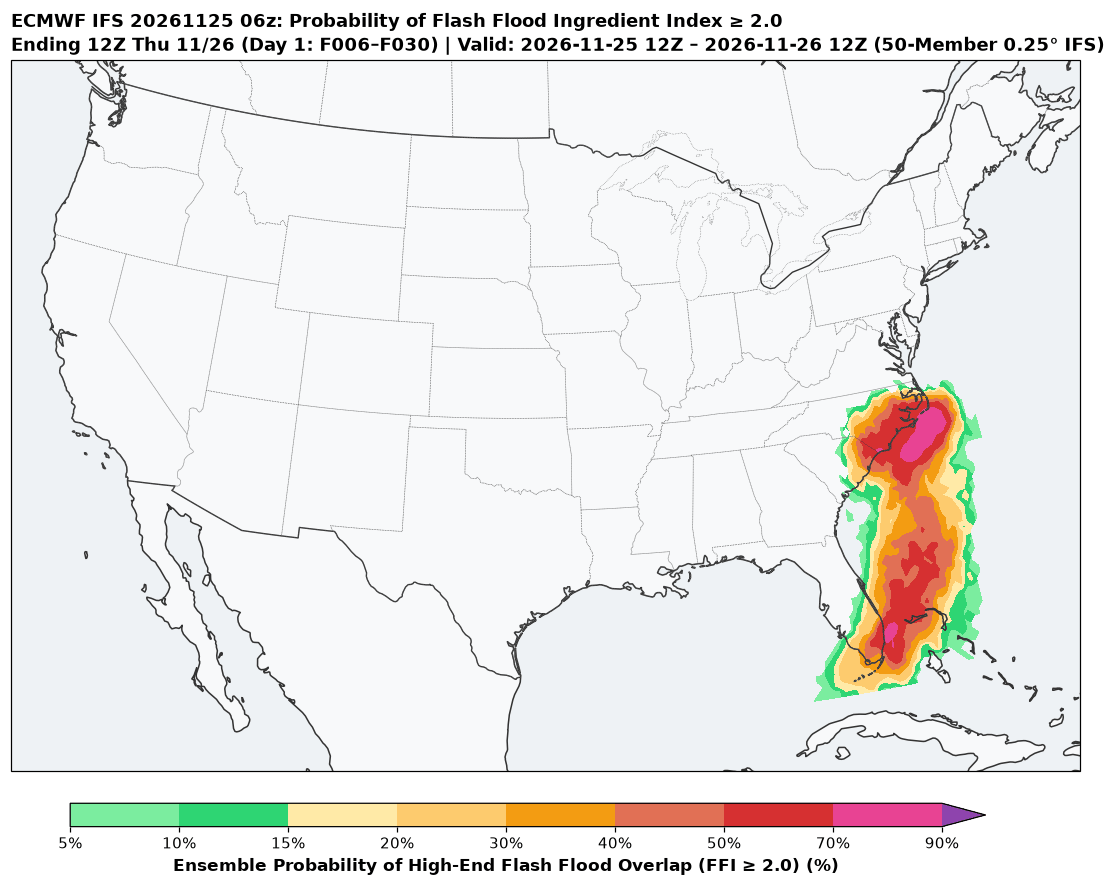 ECMWF IFS 20261125 06z: Probability of Flash Flood Ingredient Index ≥ 2.0
Ending 12Z Thu 11/26 (Day 1: F006–F030) | Valid: 2026-11-25 12Z – 2026-11-26 12Z (50-Member 0.25° IFS)
5% 10% 15% 20% 30% 40% 50% 70% 90%
Ensemble Probability of High-End Flash Flood Overlap (FFI ≥ 2.0) (%)